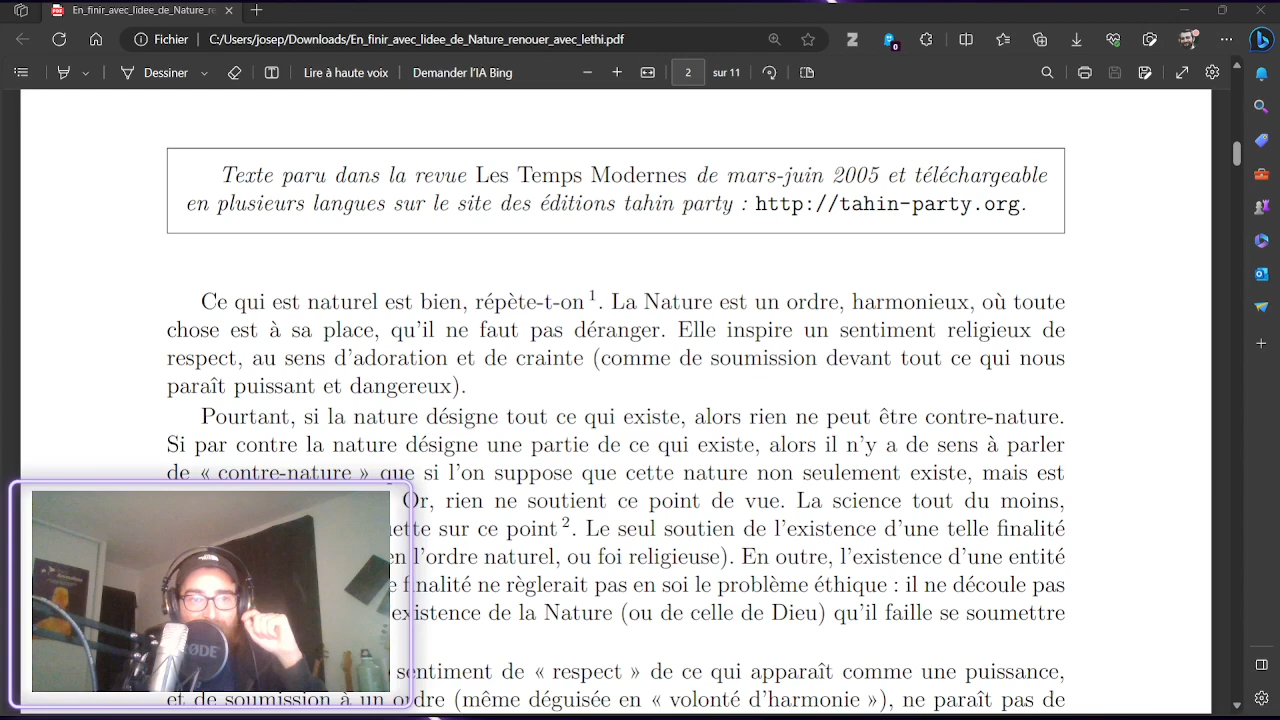 En_finir_avec_lidee_de_Nature_re
Fichier C:/Users/josep/Downloads/En_finir_avec_lidee_de_Nature_renouer_avec_lethi.pdf
Dessiner Lire à haute voix Demander l'IA Bing 2 sur 11
Texte paru dans la revue Les Temps Modernes de mars-juin 2005 et téléchargeable
en plusieurs langues sur le site des éditions tahin party : http://tahin-party.org.
Ce qui est naturel est bien, répète-t-on 1. La Nature est un ordre, harmonieux, où toute
chose est à sa place, qu'il ne faut pas déranger. Elle inspire un sentiment religieux de
respect, au sens d'adoration et de crainte (comme de soumission devant tout ce qui nous
paraît puissant et dangereux).
Pourtant, si la nature désigne tout ce qui existe, alors rien ne peut être contre-nature.
Si par contre la nature désigne une partie de ce qui existe, alors il n'y a de sens à parler
de « contre-nature » que si l'on suppose que cette nature non seulement existe, mais est
Or, rien ne soutient ce point de vue. La science tout du moins,
ette sur ce point 2. Le seul soutien de l'existence d'une telle finalité
en l'ordre naturel, ou foi religieuse). En outre, l'existence d'une entité
e finalité ne règlerait pas en soi le problème éthique : il ne découle pas
existence de la Nature (ou de celle de Dieu) qu'il faille se soumettre
sentiment de « respect » de ce qui apparaît comme une puissance,
et de soumission à un ordre (même déguisée en « volonté d'harmonie »), ne paraît pas de
RØDE